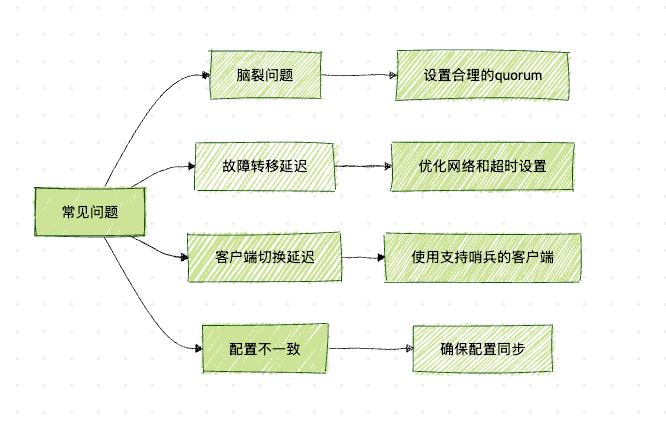 脑裂问题
设置合理的quorum
故障转移延迟
优化网络和超时设置
常见问题
客户端切换延迟
使用支持哨兵的客户端
配置不一致
确保配置同步